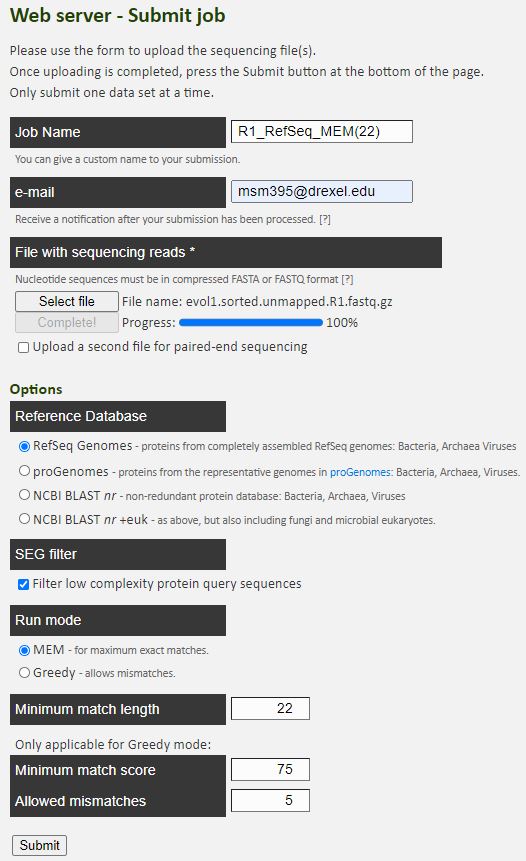 Web server - Submit job
Please use the form to upload the sequencing file(s).
Once uploading is completed, press the Submit button at the bottom of the page.
Only submit one data set at a time.
Job Name R1_RefSeq_MEM(22)
You can give a custom name to your submission.
e-mail msm395@drexel.edu
Receive a notification after your submission has been processed. [?]
File with sequencing reads *
Nucleotide sequences must be in compressed FASTA or FASTQ format [?]
Select file File name: evol1.sorted.unmapped.R1.fastq.gz
Complete! Progress: 100%
Upload a second file for paired-end sequencing
Options
Reference Database
RefSeq Genomes - proteins from completely assembled RefSeq genomes: Bacteria, Archaea Viruses
proGenomes - proteins from the representative genomes in proGenomes: Bacteria, Archaea, Viruses.
NCBI BLAST nr - non-redundant protein database: Bacteria, Archaea, Viruses
NCBI BLAST nr +euk - as above, but also including fungi and microbial eukaryotes.
SEG filter
Filter low complexity protein query sequences
Run mode
MEM - for maximum exact matches.
Greedy - allows mismatches.
Minimum match length 22
Only applicable for Greedy mode:
Minimum match score 75
Allowed mismatches 5
Submit